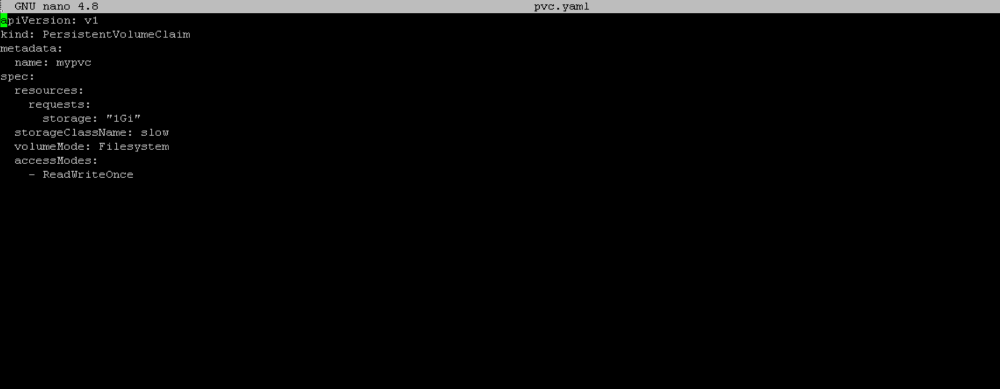 GNU nano 4.8 pvc.yaml
apiVersion: v1
kind: PersistentVolumeClaim
metadata:
  name: mypvc
spec:
  resources:
    requests:
      storage: "1Gi"
  storageClassName: slow
  volumeMode: Filesystem
  accessModes:
    - ReadWriteOnce